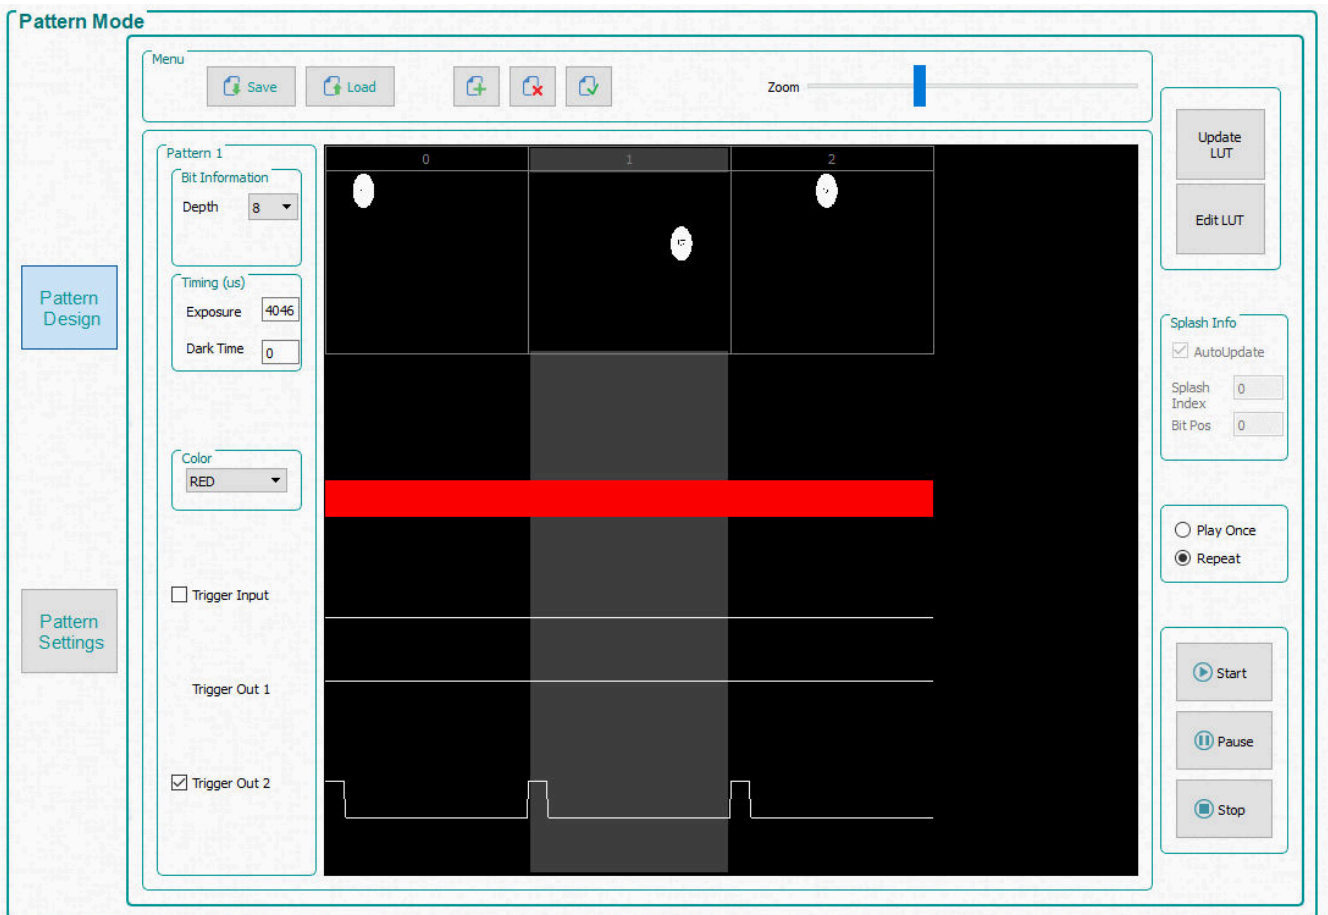 Pattern Mode
Menu
Save
Load
Zoom
Pattern 1
Bit Information
Depth
8
Timing (us)
Exposure
4046
Dark Time
0
Color
RED
Trigger Input
Trigger Out 1
Trigger Out 2
0
1
2
Pattern
Design
Pattern
Settings
Update
LUT
Edit LUT
Splash Info
AutoUpdate
Splash
Index
0
Bit Pos
0
Play Once
Repeat
Start
Pause
Stop